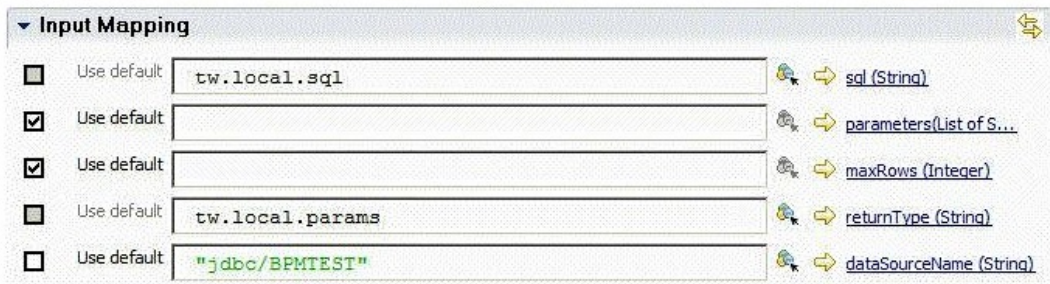 Input Mapping
Use default tw.local.sql sql (String)
Use default parameters(List of S...
Use default maxRows (Integer)
Use default tw.local.params returnType (String)
Use default "jdbc/BPMTEST" dataSourceName (String)